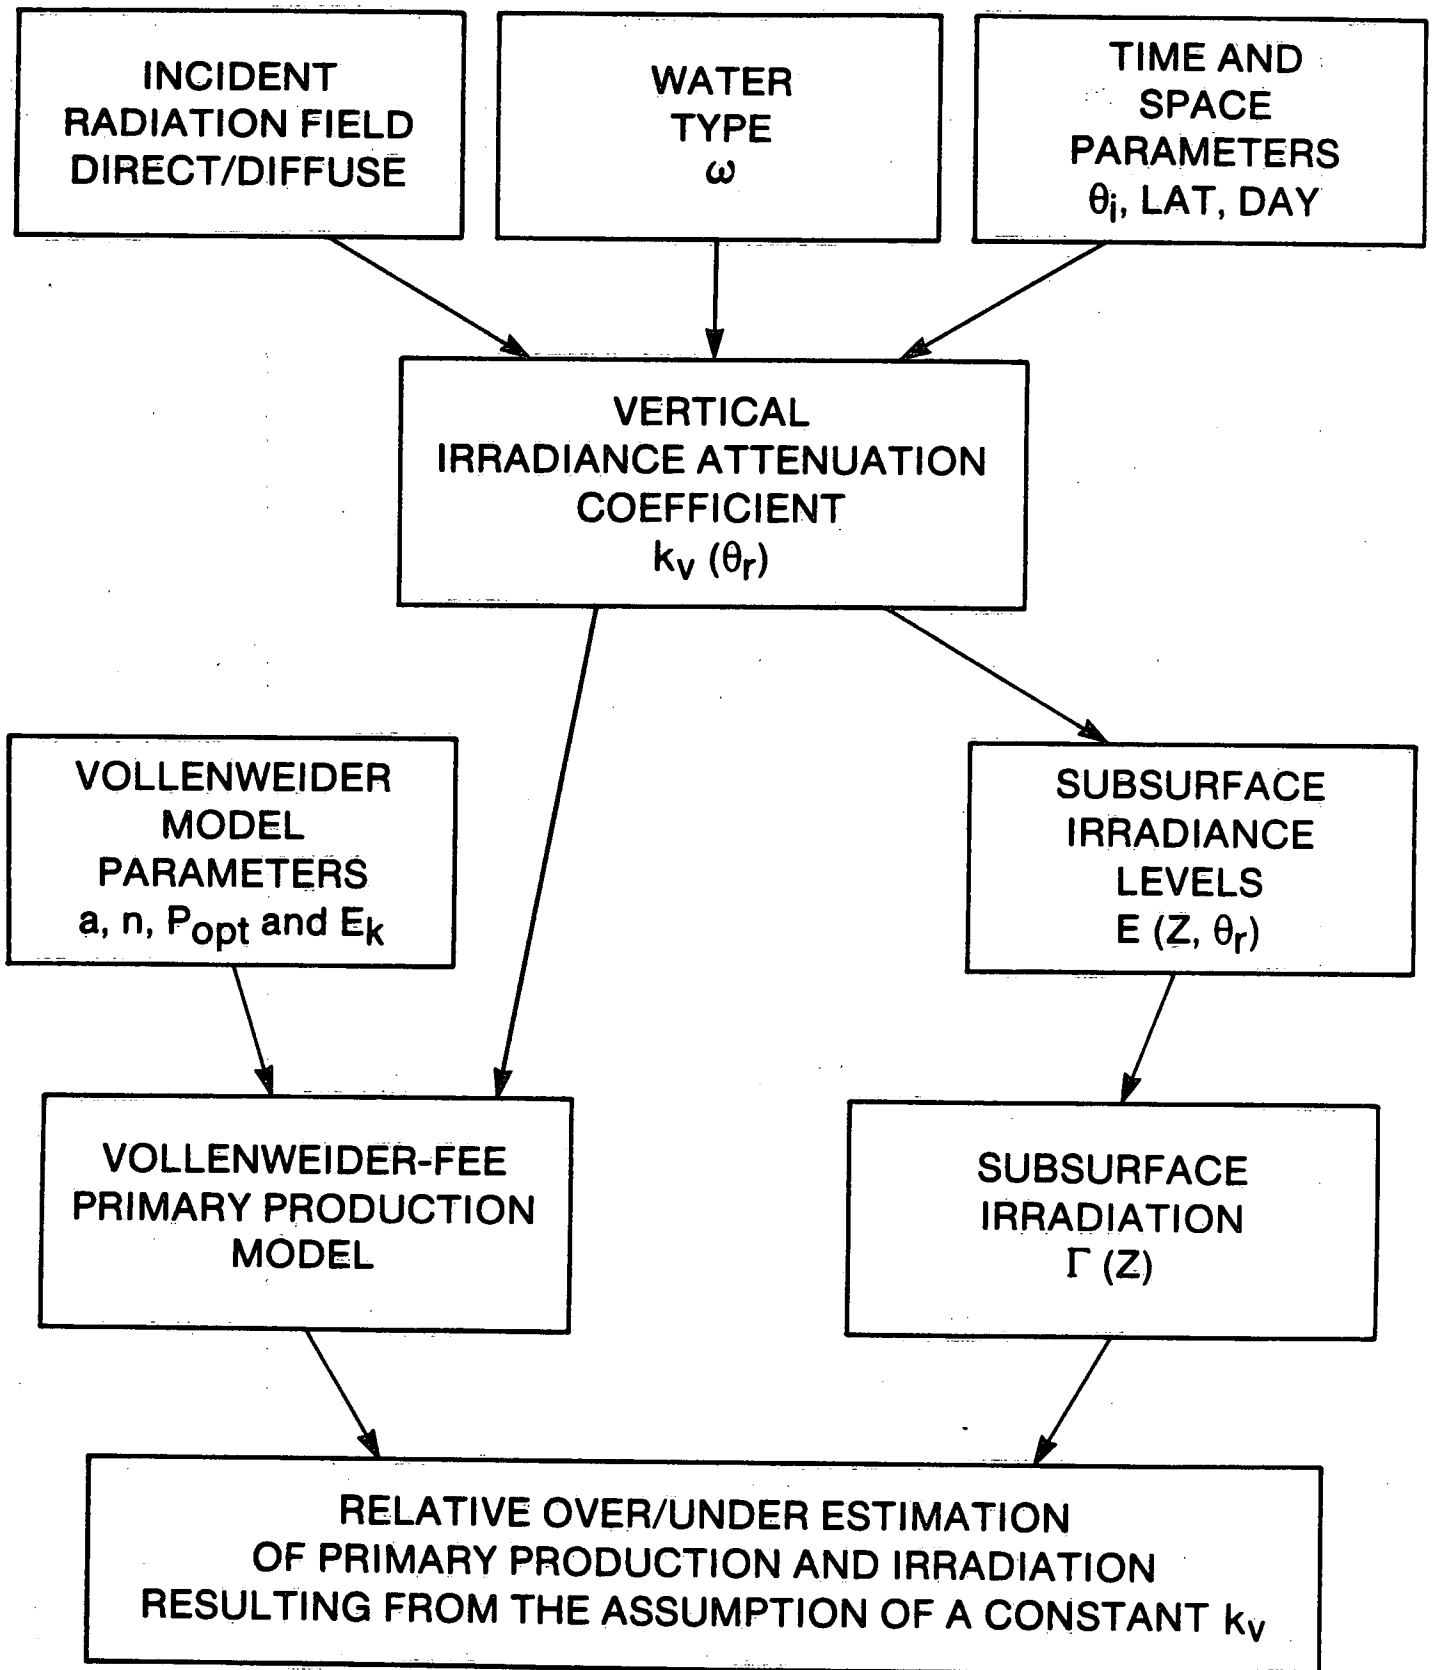 INCIDENT
RADIATION FIELD
DIRECT/DIFFUSE
WATER
TYPE
ω
TIME AND
SPACE
PARAMETERS
θi, LAT, DAY
VERTICAL
IRRADIANCE ATTENUATION
COEFFICIENT
kv (θr)
VOLLENWEIDER
MODEL
PARAMETERS
a, n, Popt and Ek
SUBSURFACE
IRRADIANCE
LEVELS
E (Z, θr)
VOLLENWEIDER-FEE
PRIMARY PRODUCTION
MODEL
SUBSURFACE
IRRADIATION
Γ (Z)
RELATIVE OVER/UNDER ESTIMATION
OF PRIMARY PRODUCTION AND IRRADIATION
RESULTING FROM THE ASSUMPTION OF A CONSTANT kv